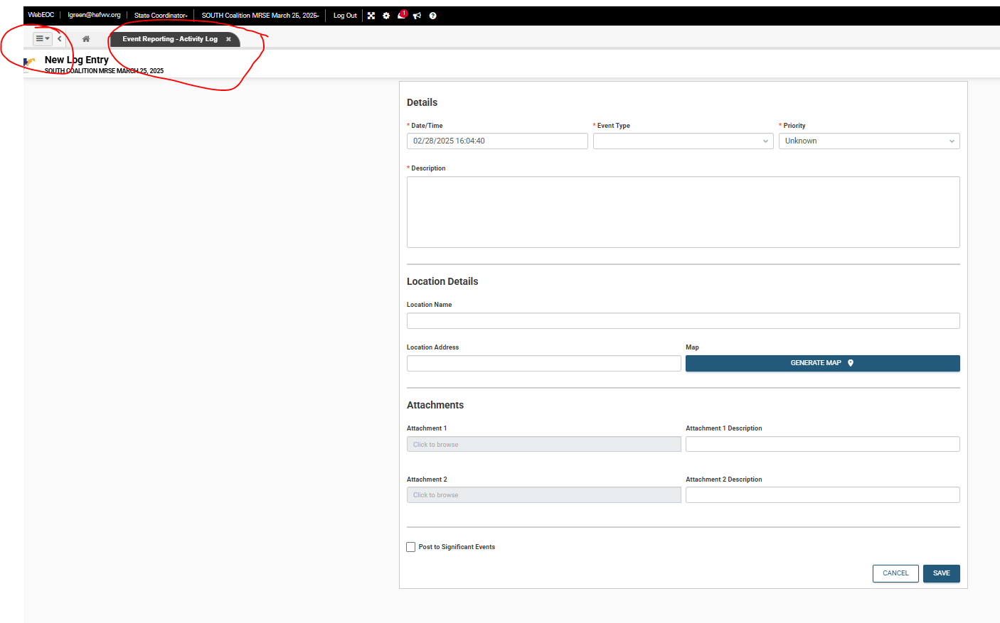 WebEOC lgreen@hefwv.org State Coordinator SOUTH Coalition MRSE March 25, 2025 Log Out 1
Event Reporting - Activity Log
New Log Entry
SOUTH COALITION MRSE MARCH 25, 2025
Details
* Date/Time * Event Type * Priority
02/28/2025 16:04:40 Unknown
* Description
Location Details
Location Name
Location Address Map
GENERATE MAP
Attachments
Attachment 1 Attachment 1 Description
Click to browse
Attachment 2 Attachment 2 Description
Click to browse
Post to Significant Events
CANCEL SAVE